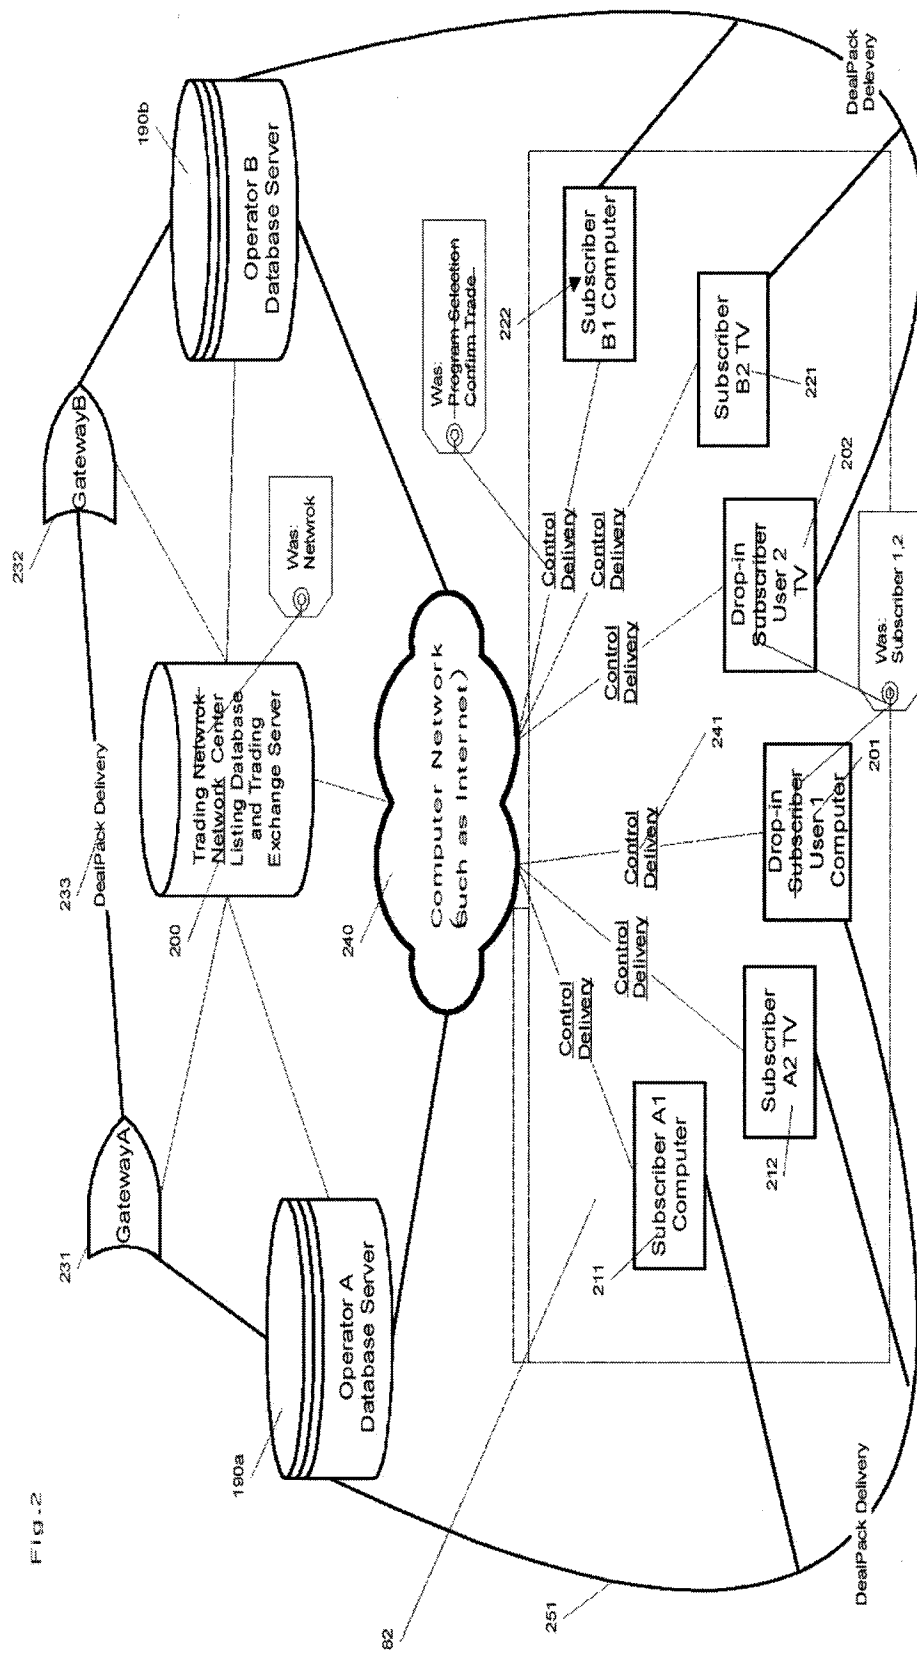 Fig.2
232
GatewayB
190b
Operator B
Database Server
233
DealPack Delivery
231
GatewayA
200
Trading Netwrok
Network Center
Listing Database
and Trading
Exchange Server
Was:
Netwrok
190a
Operator A
Database Server
240
Computer Network
(Such as Internet)
Was:
Program Selection
Confirm Trade
82
251
222
Control
Delivery
Control
Delivery
Control
Delivery
Control
Delivery
241
Control
Delivery
Control
Delivery
211
Subscriber A1
Computer
212
Subscriber
A2 TV
Drop-in
Subscriber
User 1
Computer
201
Drop-in
Subscriber
User 2
TV
202
Subscriber
B2 TV
221
Subscriber
B1 Computer
Was:
Subscriber 1,2
DealPack Delivery
DealPack
Delevery